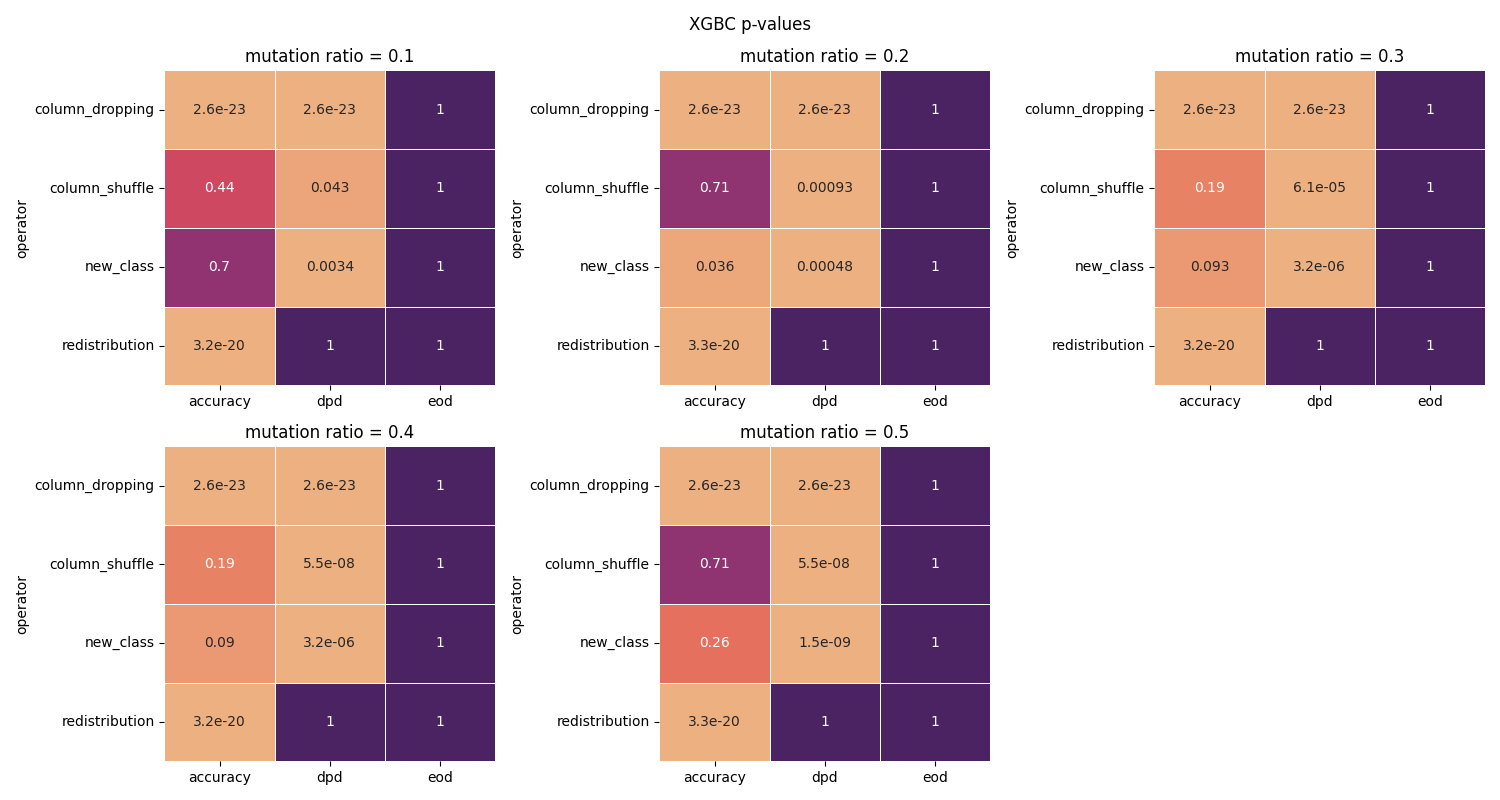 XGBC p-values
mutation ratio = 0.1
column_dropping 2.6e-23 2.6e-23 1
column_shuffle 0.44 0.043 1
new_class 0.7 0.0034 1
redistribution 3.2e-20 1 1
operator
accuracy dpd eod
mutation ratio = 0.2
column_dropping 2.6e-23 2.6e-23 1
column_shuffle 0.71 0.00093 1
new_class 0.036 0.00048 1
redistribution 3.3e-20 1 1
operator
accuracy dpd eod
mutation ratio = 0.3
column_dropping 2.6e-23 2.6e-23 1
column_shuffle 0.19 6.1e-05 1
new_class 0.093 3.2e-06 1
redistribution 3.2e-20 1 1
operator
accuracy dpd eod
mutation ratio = 0.4
column_dropping 2.6e-23 2.6e-23 1
column_shuffle 0.19 5.5e-08 1
new_class 0.09 3.2e-06 1
redistribution 3.2e-20 1 1
operator
accuracy dpd eod
mutation ratio = 0.5
column_dropping 2.6e-23 2.6e-23 1
column_shuffle 0.71 5.5e-08 1
new_class 0.26 1.5e-09 1
redistribution 3.3e-20 1 1
operator
accuracy dpd eod